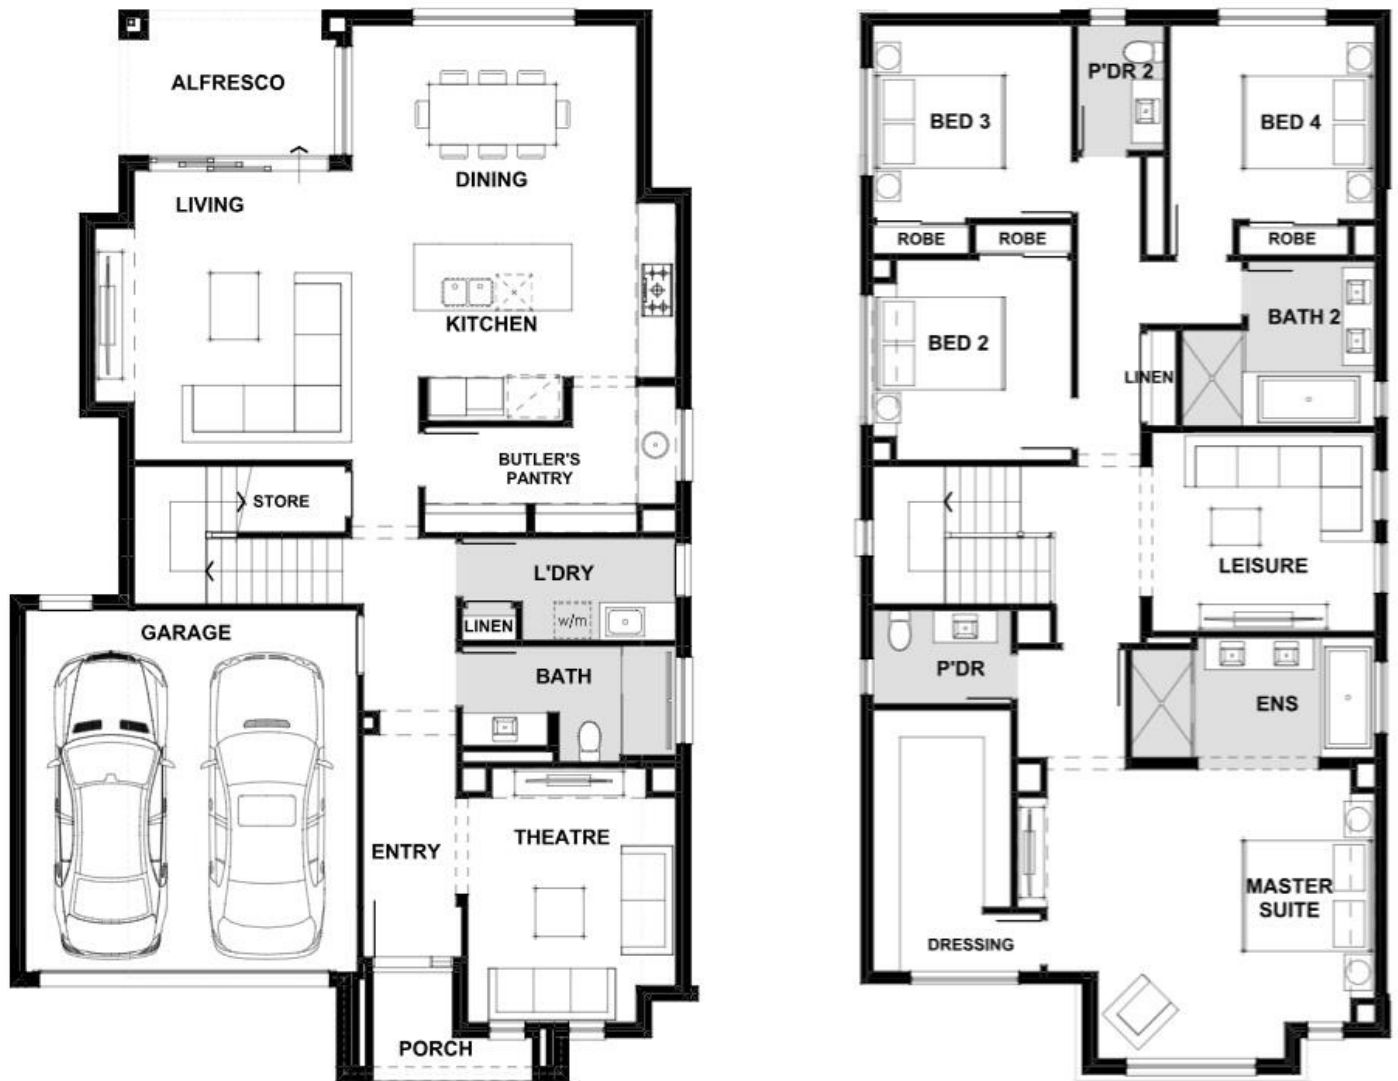 ALFRESCO
DINING
LIVING
KITCHEN
BUTLER'S
PANTRY
STORE
L'DRY
LINEN
w/m
GARAGE
BATH
ENTRY
THEATRE
PORCH
P'DR 2
BED 3
BED 4
ROBE
ROBE
ROBE
BED 2
BATH 2
LINEN
LEISURE
P'DR
ENS
MASTER
SUITE
DRESSING